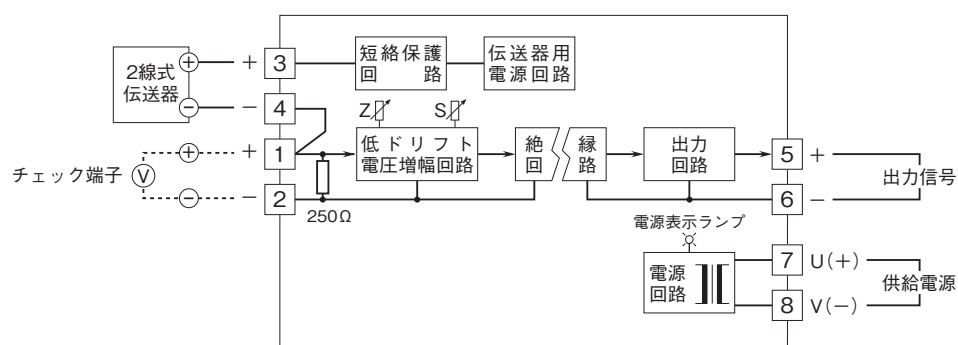 2線式
伝送器
+
−
+
−
3
4
短絡保護
回路
伝送器用
電源回路
Z
S
チェック端子
+
−
V
+
−
1
2
250Ω
低ドリフト
電圧増幅回路
絶縁
回路
出力
回路
5
6
+
−
出力信号
電源表示ランプ
電源
回路
7
8
U(+)
V(−)
供給電源